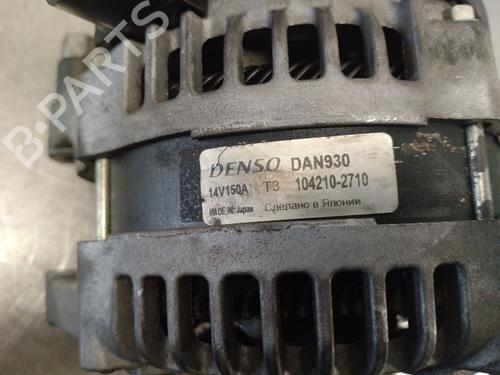 DENSO DAN930
14V150A T3 104210-2710
MADE IN Japan Сделано в Японии
B-PARTS